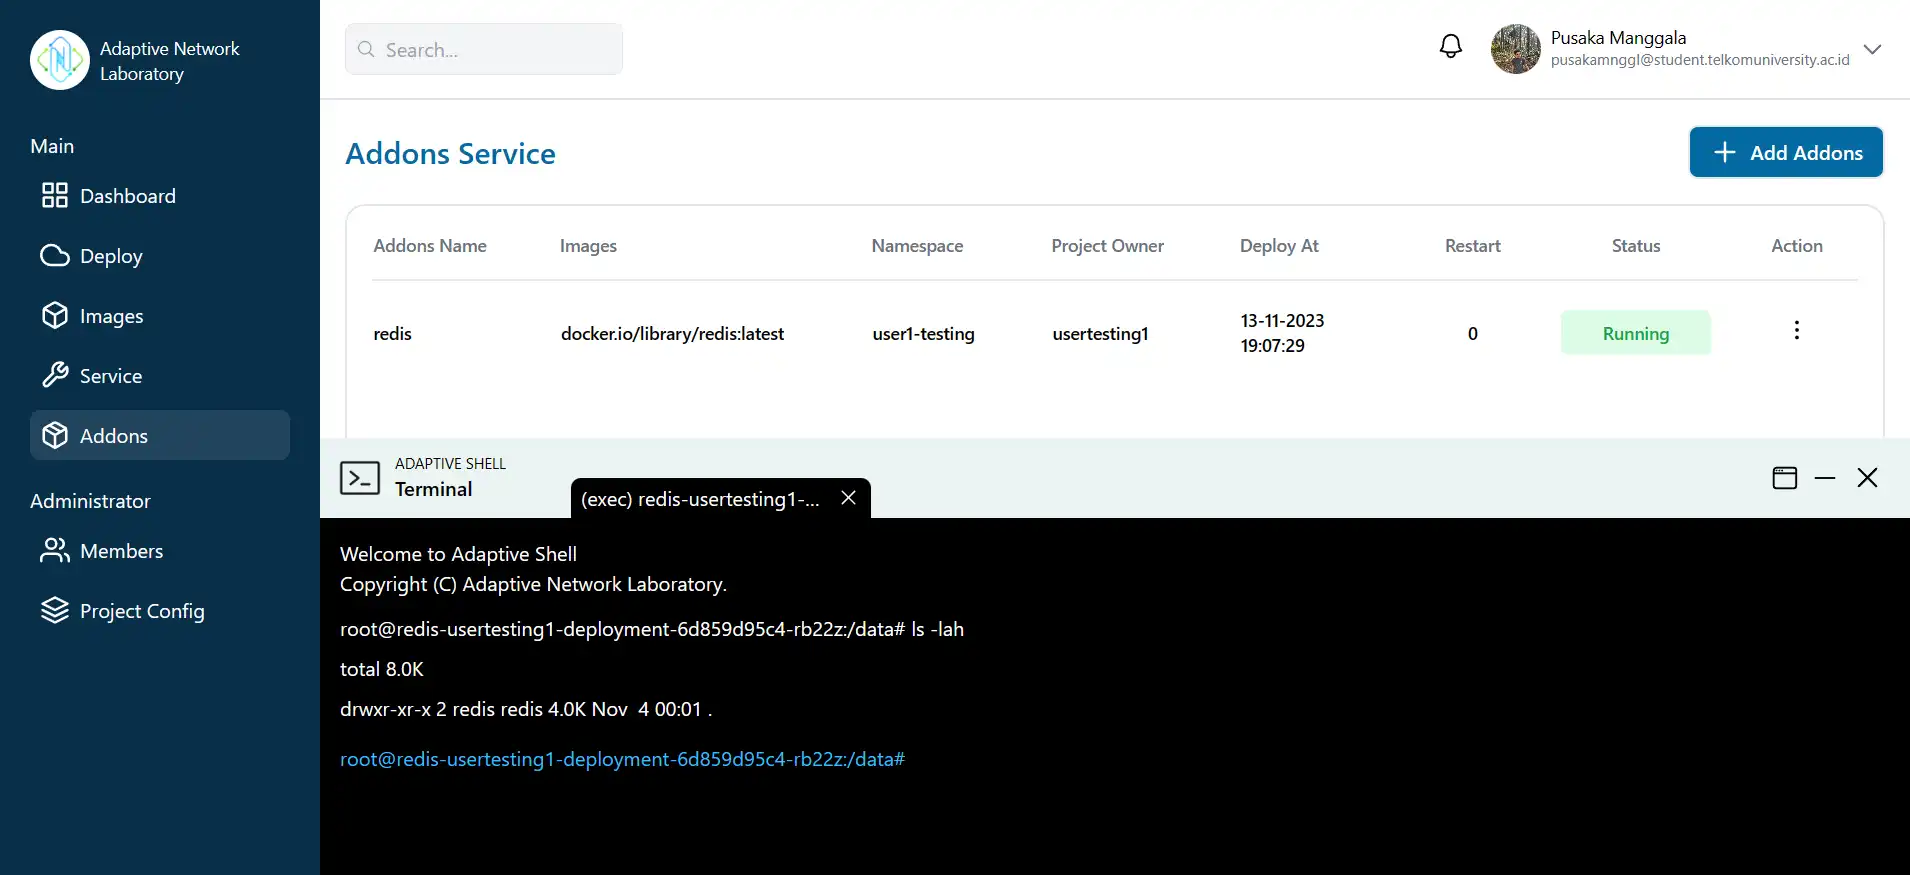 Adaptive Network
Laboratory
Main
Dashboard
Deploy
Images
Service
Addons
Administrator
Members
Project Config
Search...
Pusaka Manggala
pusakamnggl@student.telkomuniversity.ac.id
Addons Service
Add Addons
Addons Name Images Namespace Project Owner Deploy At Restart Status Action
redis docker.io/library/redis:latest user1-testing usertesting1 13-11-2023 0 Running
19:07:29
ADAPTIVE SHELL
Terminal
(exec) redis-usertesting1-...
Welcome to Adaptive Shell
Copyright (C) Adaptive Network Laboratory.
root@redis-usertesting1-deployment-6d859d95c4-rb22z:/data# ls -lah
total 8.0K
drwxr-xr-x 2 redis redis 4.0K Nov  4 00:01 .
root@redis-usertesting1-deployment-6d859d95c4-rb22z:/data#